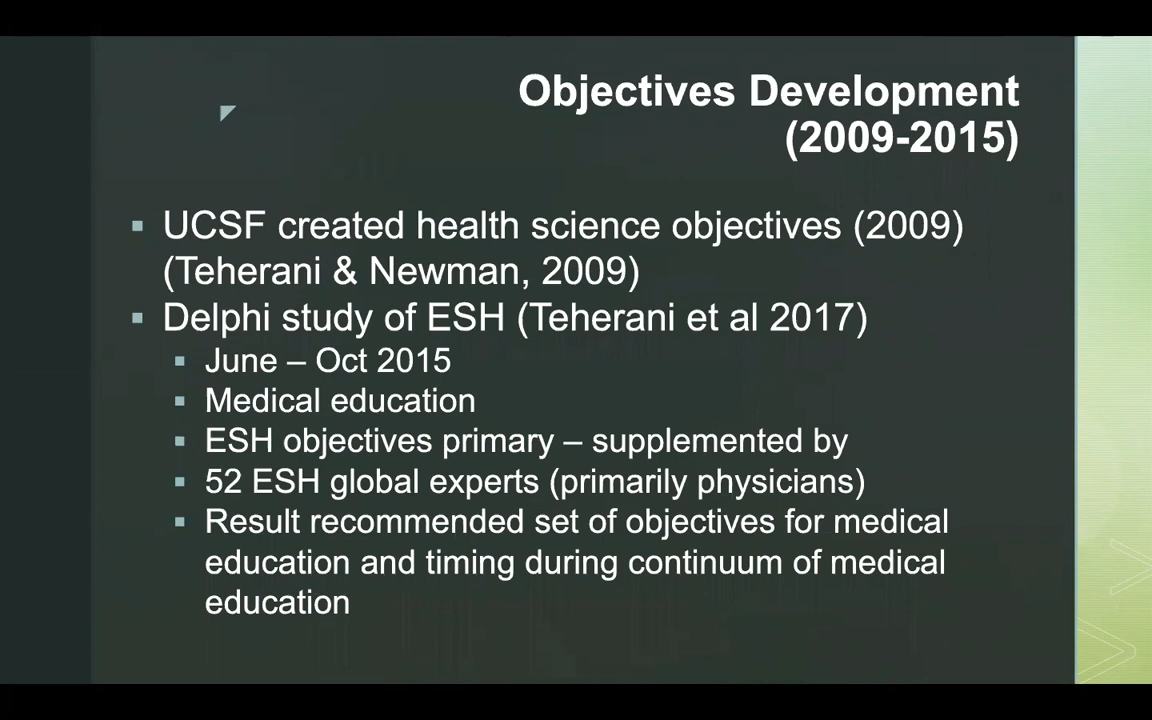 Objectives Development
(2009-2015)
▪ UCSF created health science objectives (2009)
(Teherani & Newman, 2009)
▪ Delphi study of ESH (Teherani et al 2017)
▪ June – Oct 2015
▪ Medical education
▪ ESH objectives primary – supplemented by
▪ 52 ESH global experts (primarily physicians)
▪ Result recommended set of objectives for medical
education and timing during continuum of medical
education